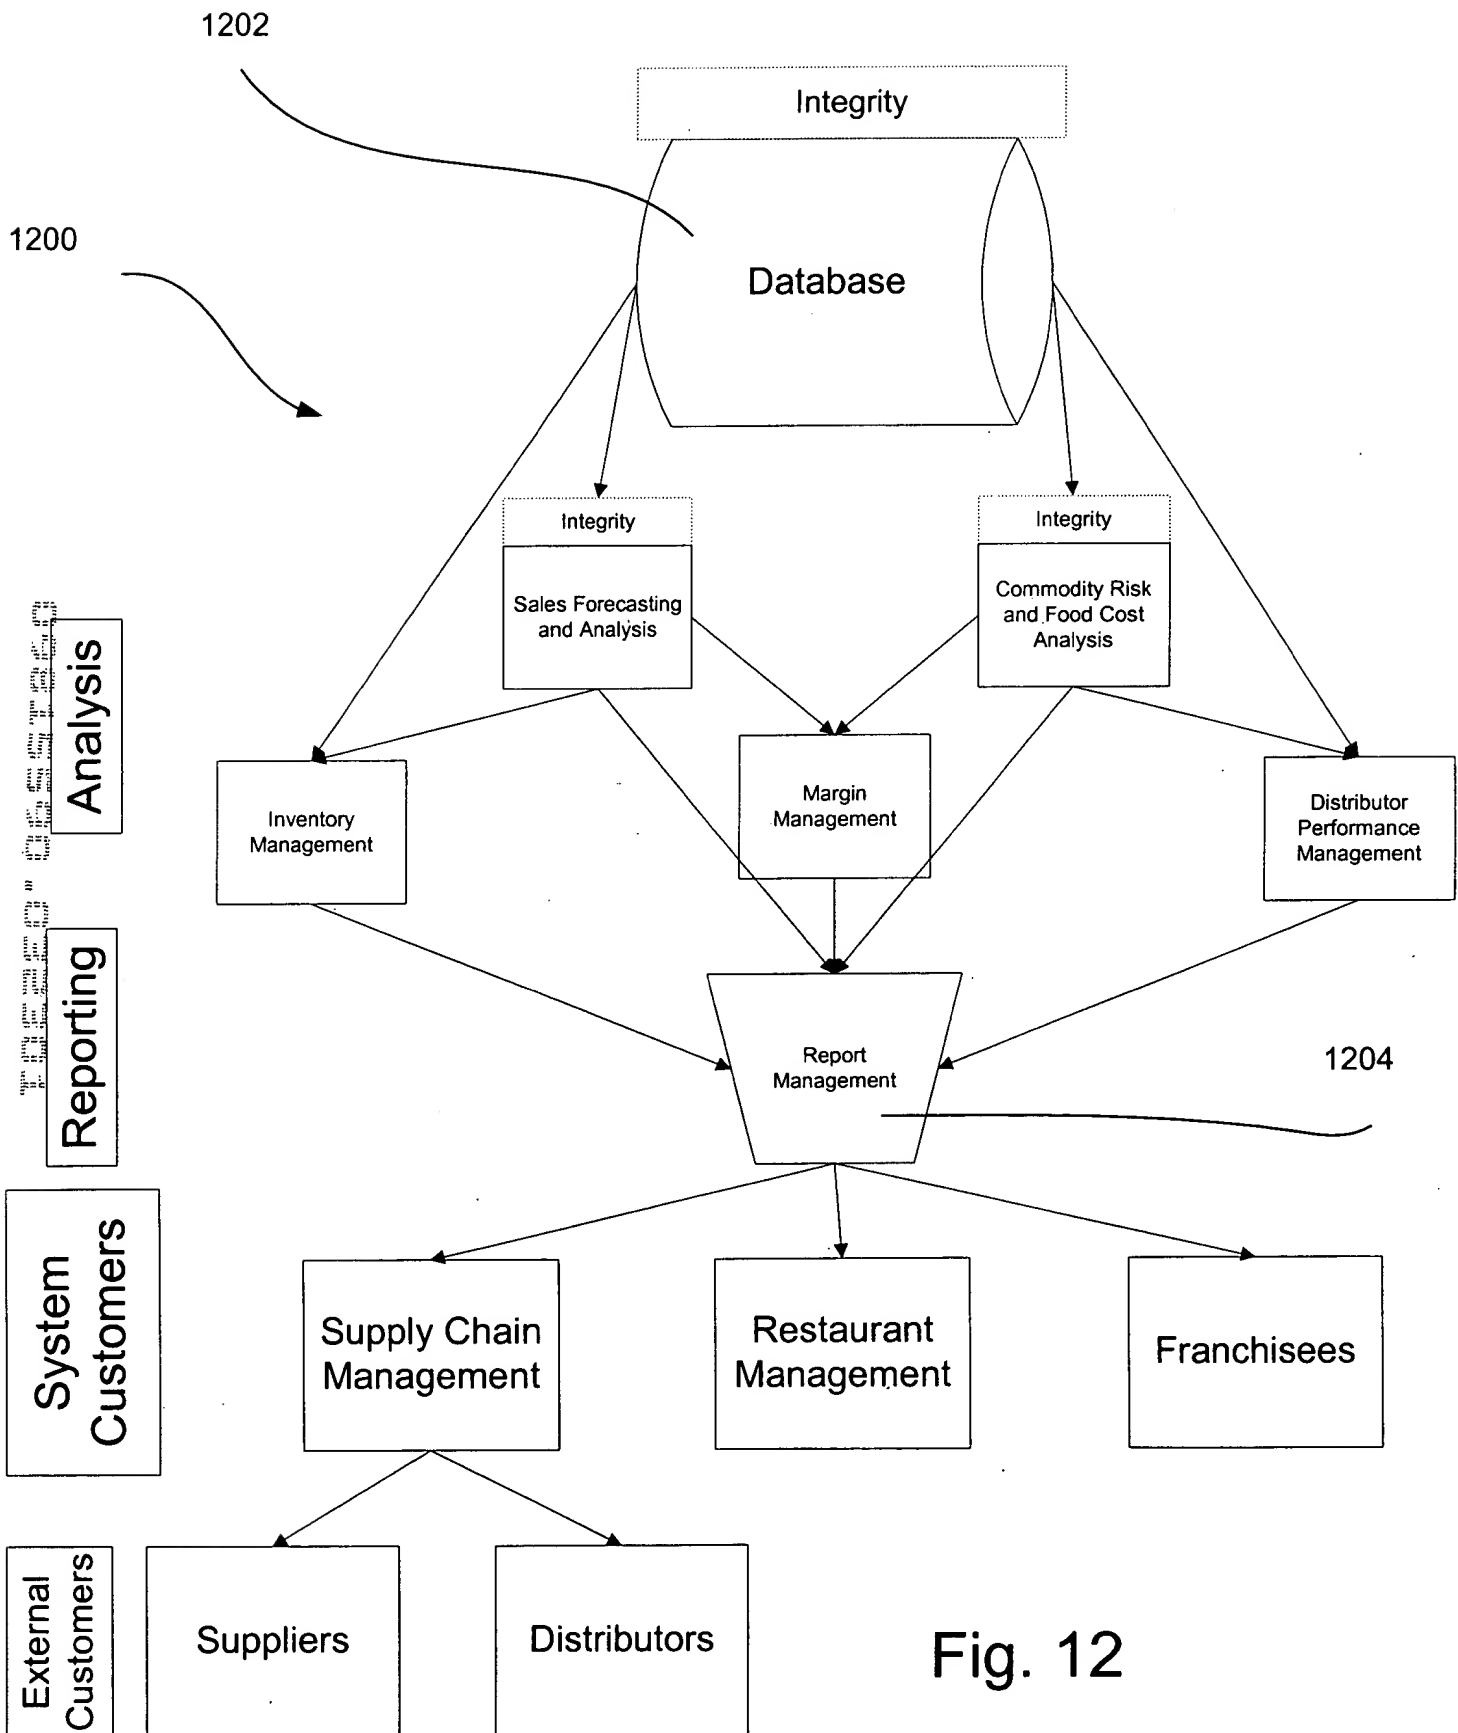 1202
Integrity
1200
Database
Integrity
Integrity
Sales Forecasting
and Analysis
Commodity Risk
and Food Cost
Analysis
Analysis
Margin
Management
Inventory
Management
Distributor
Performance
Management
Reporting
Report
Management
1204
System
Customers
Supply Chain
Management
Restaurant
Management
Franchisees
External
Customers
Suppliers
Distributors
Fig. 12